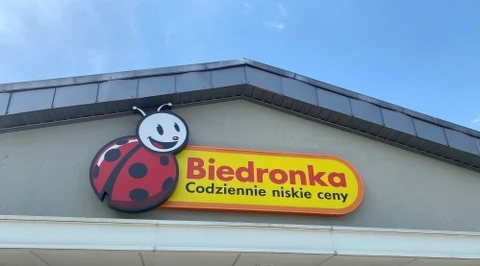 Biedronka
Codziennie niskie ceny